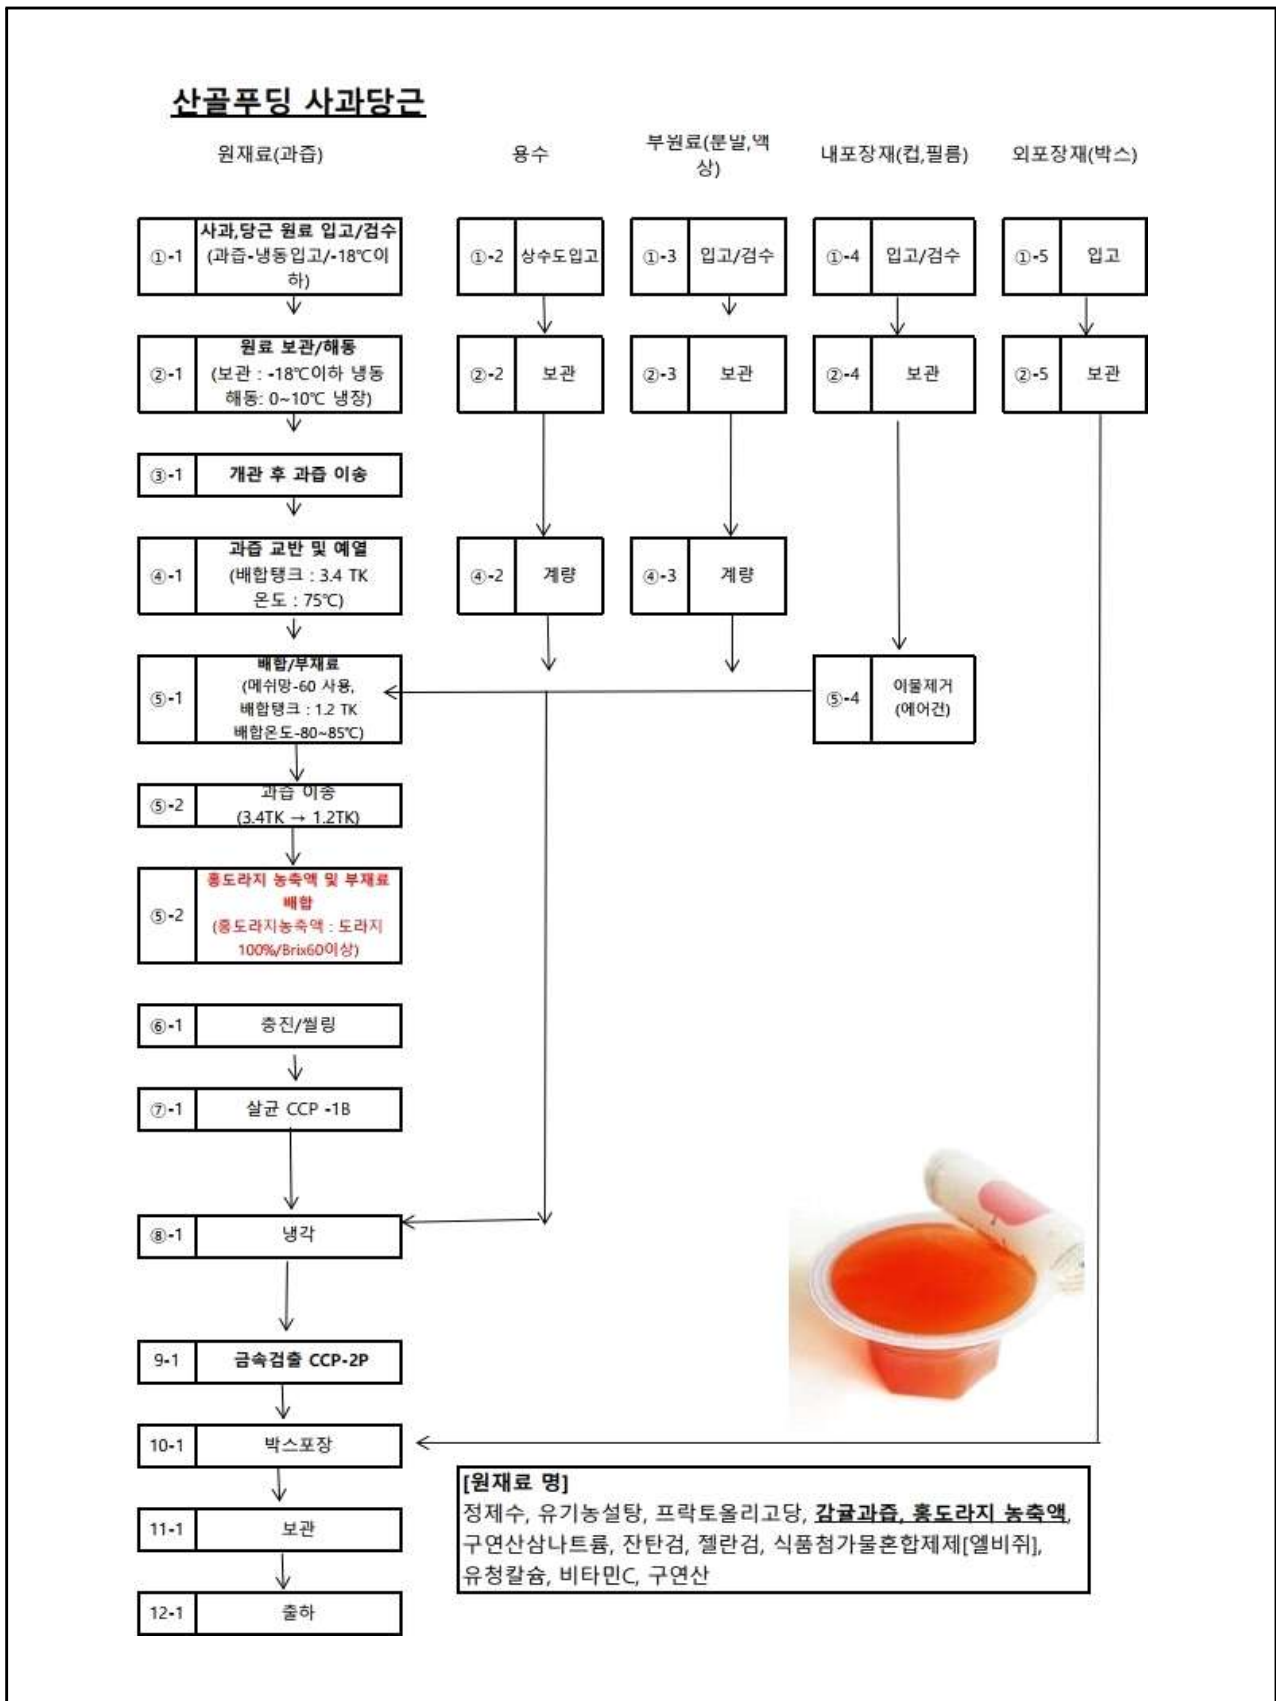 산골푸딩 사과당근
원재료(과즙)
용수
부원료(분말,액
상)
내포장재(컵,필름)
외포장재(박스)
①-1
사과,당근 원료 입고/검수
(과즙-냉동입고/-18℃이
하)
①-2
상수도입고
①-3
입고/검수
①-4
입고/검수
①-5
입고
②-1
원료 보관/해동
(보관 : -18℃이하 냉동
해동: 0~10℃ 냉장)
②-2
보관
②-3
보관
②-4
보관
②-5
보관
③-1
개관 후 과즙 이송
④-1
과즙 교반 및 예열
(배합탱크 : 3.4 TK
온도 : 75℃)
④-2
계량
④-3
계량
⑤-1
배합/부재료
(메쉬망-60 사용,
배합탱크 : 1.2 TK
배합온도-80~85℃)
⑤-4
이물제거
(에어건)
⑤-2
과즙 이송
(3.4TK → 1.2TK)
⑤-2
홍도라지 농축액 및 부재료
배합
(홍도라지농축액 : 도라지
100%/Brix60이상)
⑥-1
충진/씰링
⑦-1
살균 CCP -1B
⑧-1
냉각
9-1
금속검출 CCP-2P
10-1
박스포장
11-1
보관
12-1
출하
[원재료 명]
정제수, 유기농설탕, 프락토올리고당, 감귤과즙, 홍도라지 농축액,
구연산삼나트륨, 잔탄검, 젤란검, 식품첨가물혼합제제[엘비쥐],
유청칼슘, 비타민C, 구연산